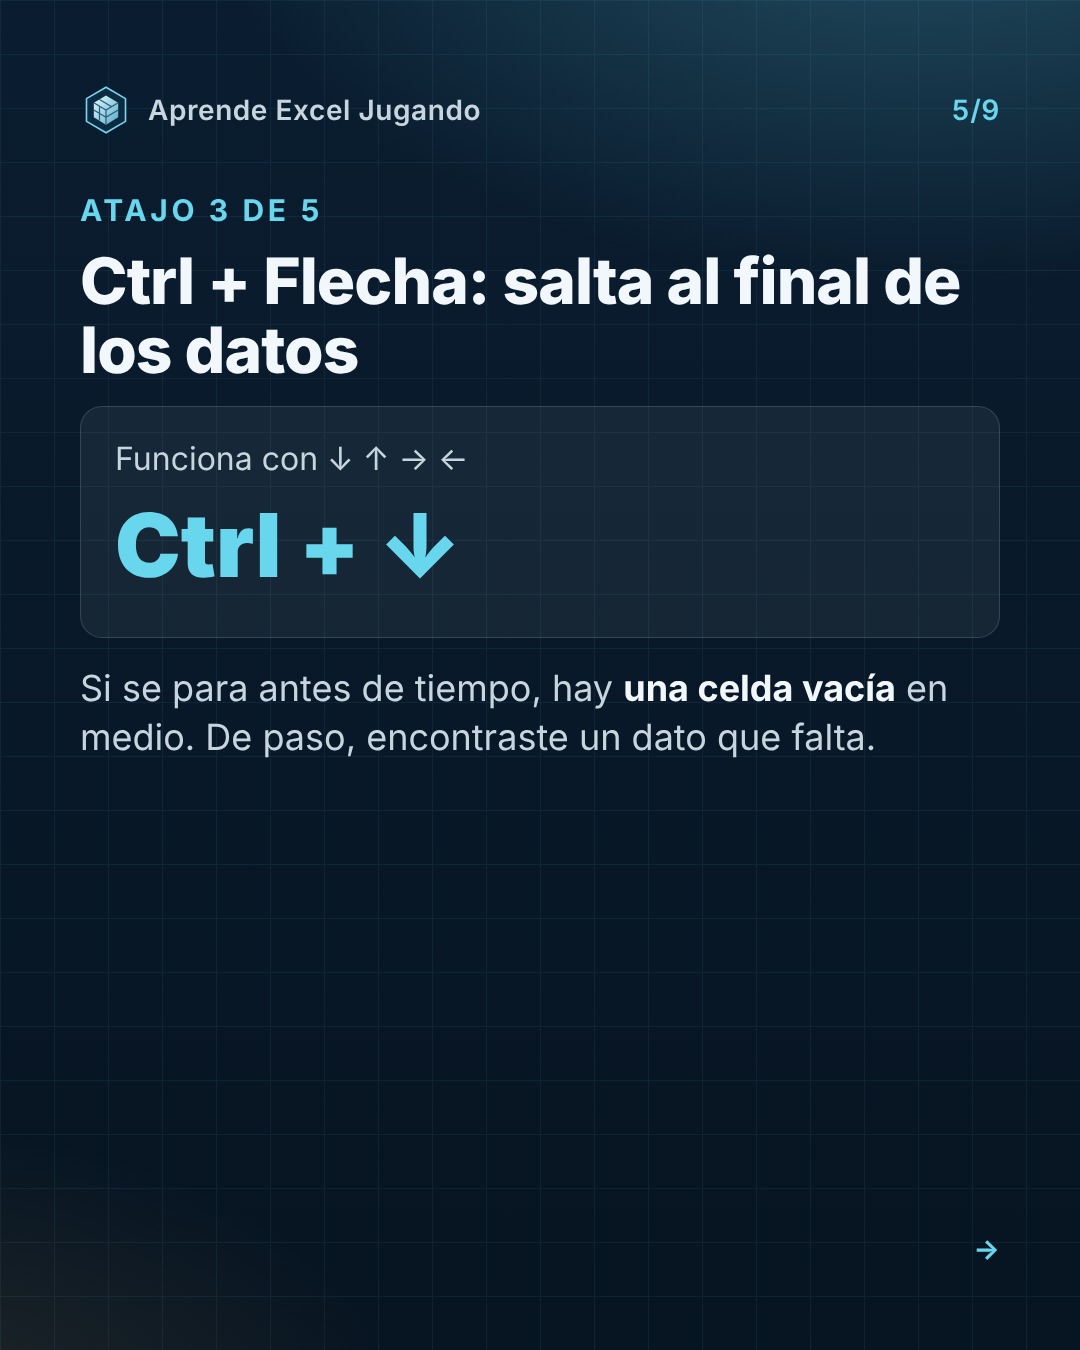 Aprende Excel Jugando
5/9
ATAJO 3 DE 5
Ctrl + Flecha: salta al final de
los datos
Funciona con ↓ ↑ → ←
Ctrl + ↓
Si se para antes de tiempo, hay una celda vacía en
medio. De paso, encontraste un dato que falta.
→